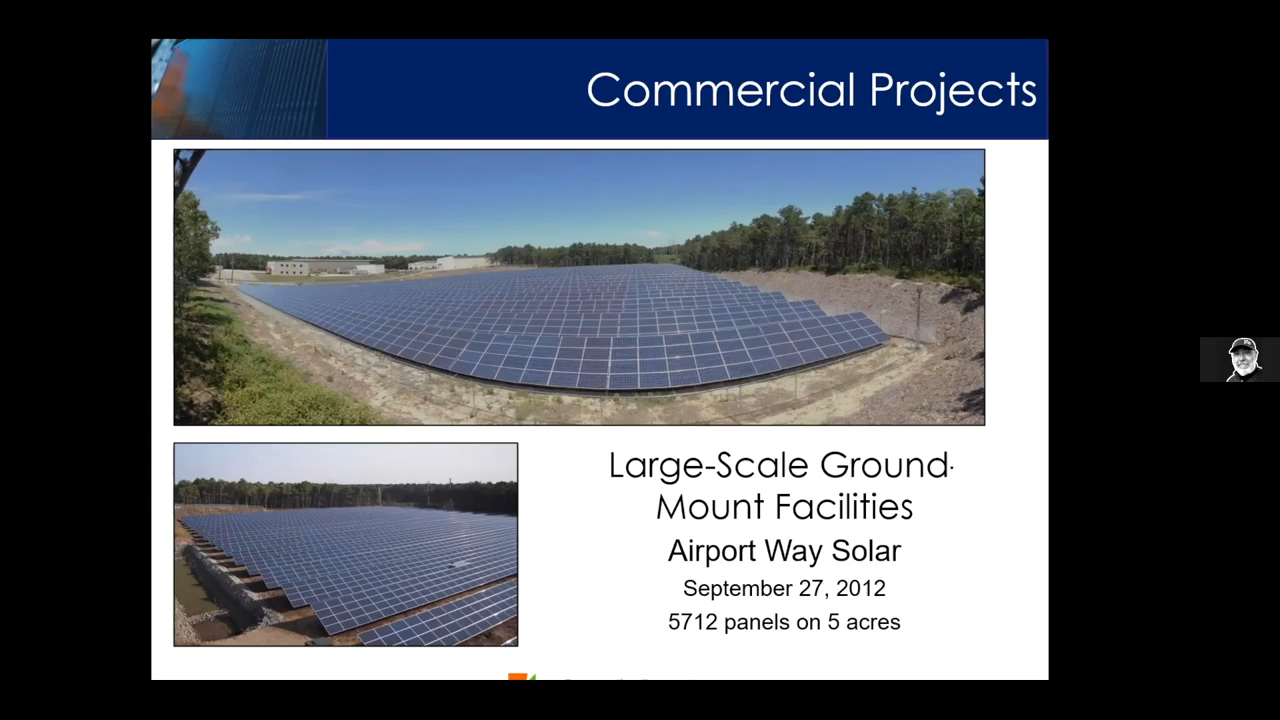 Commercial Projects
Large-Scale Ground-
Mount Facilities
Airport Way Solar
September 27, 2012
5712 panels on 5 acres